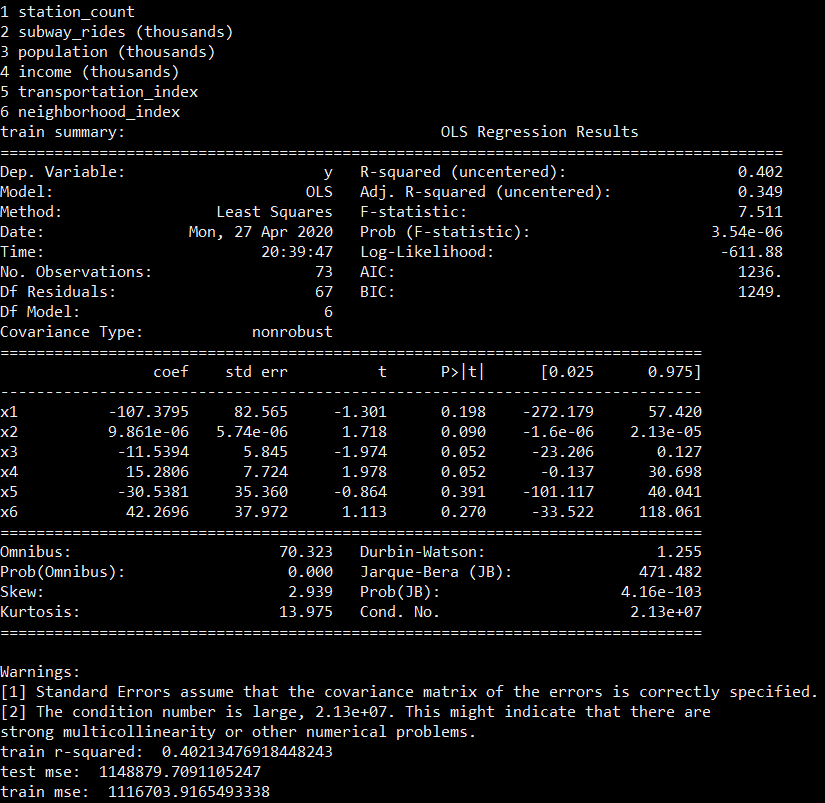 1 station_count
2 subway_rides (thousands)
3 population (thousands)
4 income (thousands)
5 transportation_index
6 neighborhood_index
train summary:                                   OLS Regression Results
=======================================================================================
Dep. Variable:                      y   R-squared (uncentered):                   0.402
Model:                            OLS   Adj. R-squared (uncentered):              0.349
Method:                 Least Squares   F-statistic:                              7.511
Date:                Mon, 27 Apr 2020   Prob (F-statistic):                    3.54e-06
Time:                        20:39:47   Log-Likelihood:                         -611.88
No. Observations:                  73   AIC:                                      1236.
Df Residuals:                      67   BIC:                                      1249.
Df Model:                           6
Covariance Type:            nonrobust
==============================================================================
                 coef    std err          t      P>|t|      [0.025      0.975]
------------------------------------------------------------------------------
x1          -107.3795     82.565     -1.301      0.198    -272.179      57.420
x2          9.861e-06   5.74e-06      1.718      0.090    -1.6e-06    2.13e-05
x3           -11.5394      5.845     -1.974      0.052     -23.206       0.127
x4            15.2806      7.724      1.978      0.052      -0.137      30.698
x5           -30.5381     35.360     -0.864      0.391    -101.117      40.041
x6            42.2696     37.972      1.113      0.270     -33.522     118.061
==============================================================================
Omnibus:                       70.323   Durbin-Watson:                   1.255
Prob(Omnibus):                  0.000   Jarque-Bera (JB):              471.482
Skew:                           2.939   Prob(JB):                    4.16e-103
Kurtosis:                      13.975   Cond. No.                     2.13e+07
==============================================================================
Warnings:
[1] Standard Errors assume that the covariance matrix of the errors is correctly specified.
[2] The condition number is large, 2.13e+07. This might indicate that there are
strong multicollinearity or other numerical problems.
train r-squared:  0.40213476918448243
test mse:  1148879.7091105247
train mse:  1116703.9165493338